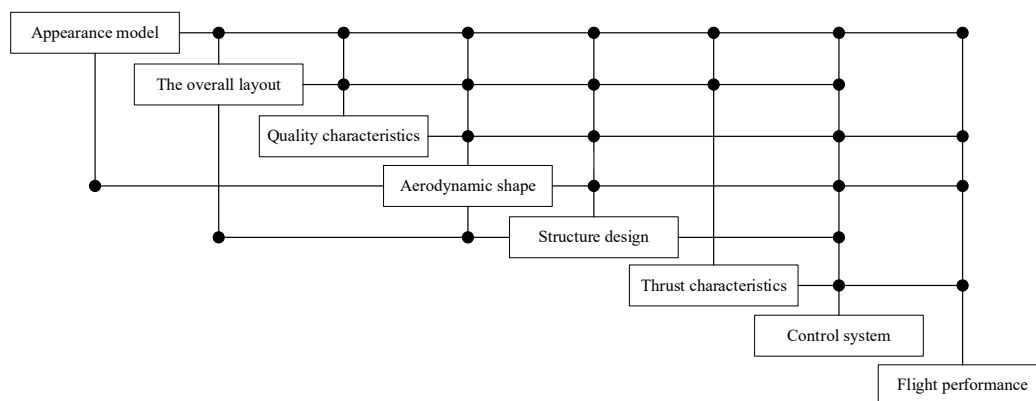 Appearance model
The overall layout
Quality characteristics
Aerodynamic shape
Structure design
Thrust characteristics
Control system
Flight performance